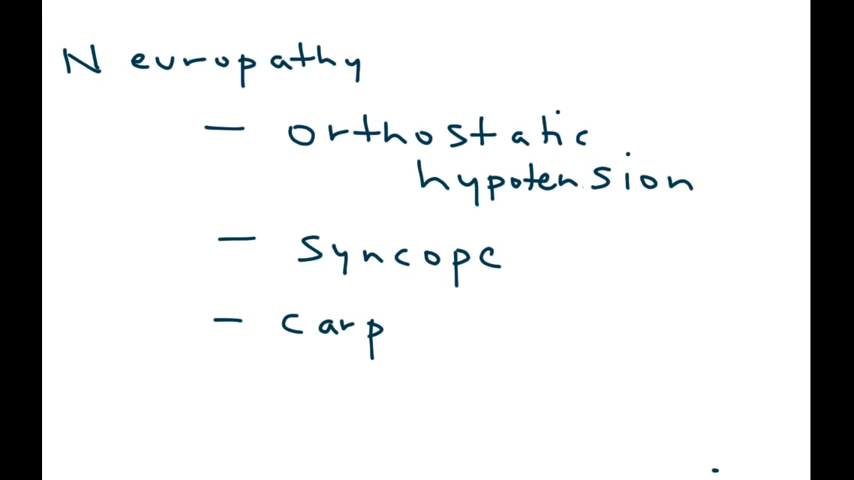 Neuropathy
- orthostatic
hypotension
- syncope
- carp